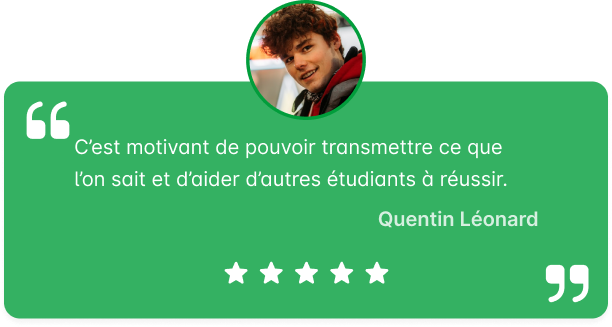 C'est motivant de pouvoir transmettre ce que
l'on sait et d'aider d'autres étudiants à réussir.
Quentin Léonard